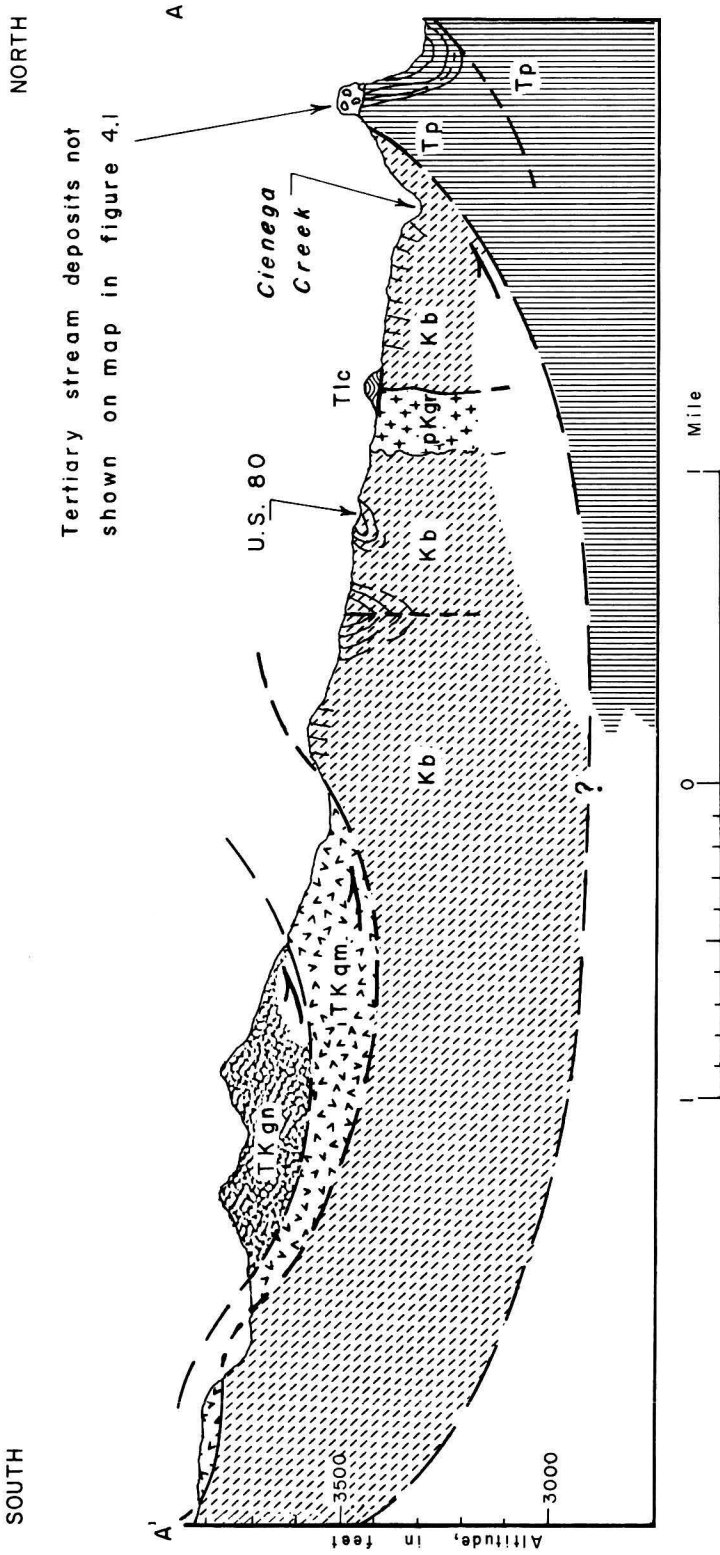 SOUTH
NORTH
A'
A
Tertiary stream deposits not
shown on map in figure 4.1
Cienega
Creek
U.S. 80
Tlc
TKgn
TKqm
Kb
Kb
pKgr
Kb
Tp
Tp
?
3500
3000
Altitude, in feet
1
0
1
Mile